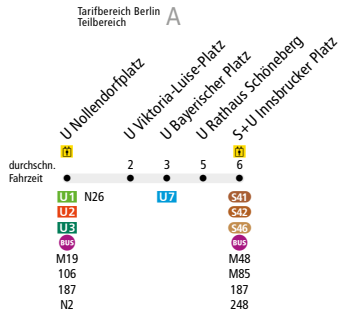 Tarifbereich Berlin
Teilbereich A
U Nollendorfplatz
U Viktoria-Luise-Platz
U Bayerischer Platz
U Rathaus Schöneberg
S+U Innsbrucker Platz
durchschn. 2 3 5 6
Fahrzeit
U1 N26 U7 S41
U2 S42
U3 S46
BUS BUS
M19 M48
106 M85
187 187
N2 248